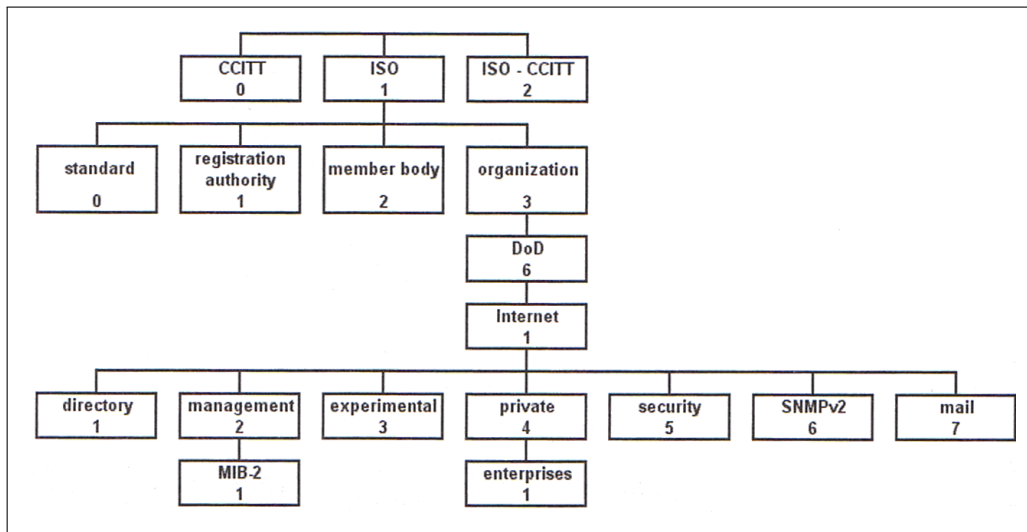 CCITT
0
ISO
1
ISO - CCITT
2
standard
0
registration
authority
1
member body
2
organization
3
DoD
6
Internet
1
directory
1
management
2
experimental
3
private
4
security
5
SNMPv2
6
mail
7
MIB-2
1
enterprises
1